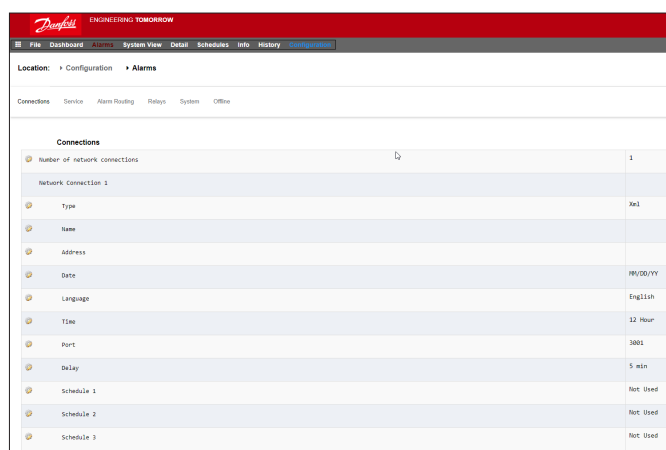 Danfoss ENGINEERING TOMORROW
File Dashboard Alarms System View Detail Schedules Info History Configuration
Location: Configuration Alarms
Connections Service Alarm Routing Relays System Offline
Connections
Number of network connections 1
Network Connection 1
Type Xml
Name
Address
Date MM/DD/YY
Language English
Time 12 Hour
Port 3001
Delay 5 min
Schedule 1 Not Used
Schedule 2 Not Used
Schedule 3 Not Used